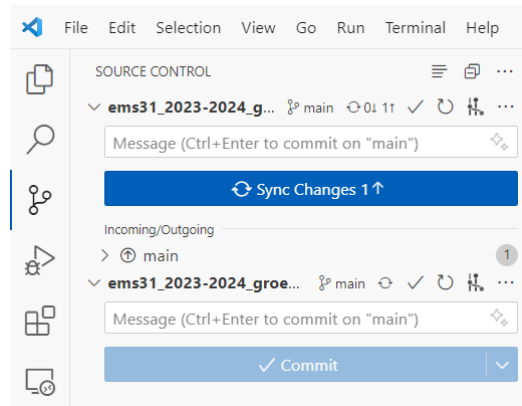 File Edit Selection View Go Run Terminal Help
SOURCE CONTROL
ems31_2023-2024_g... main 0↓ 1↑
Message (Ctrl+Enter to commit on "main")
Sync Changes 1↑
Incoming/Outgoing
main 1
ems31_2023-2024_groe... main
Message (Ctrl+Enter to commit on "main")
Commit